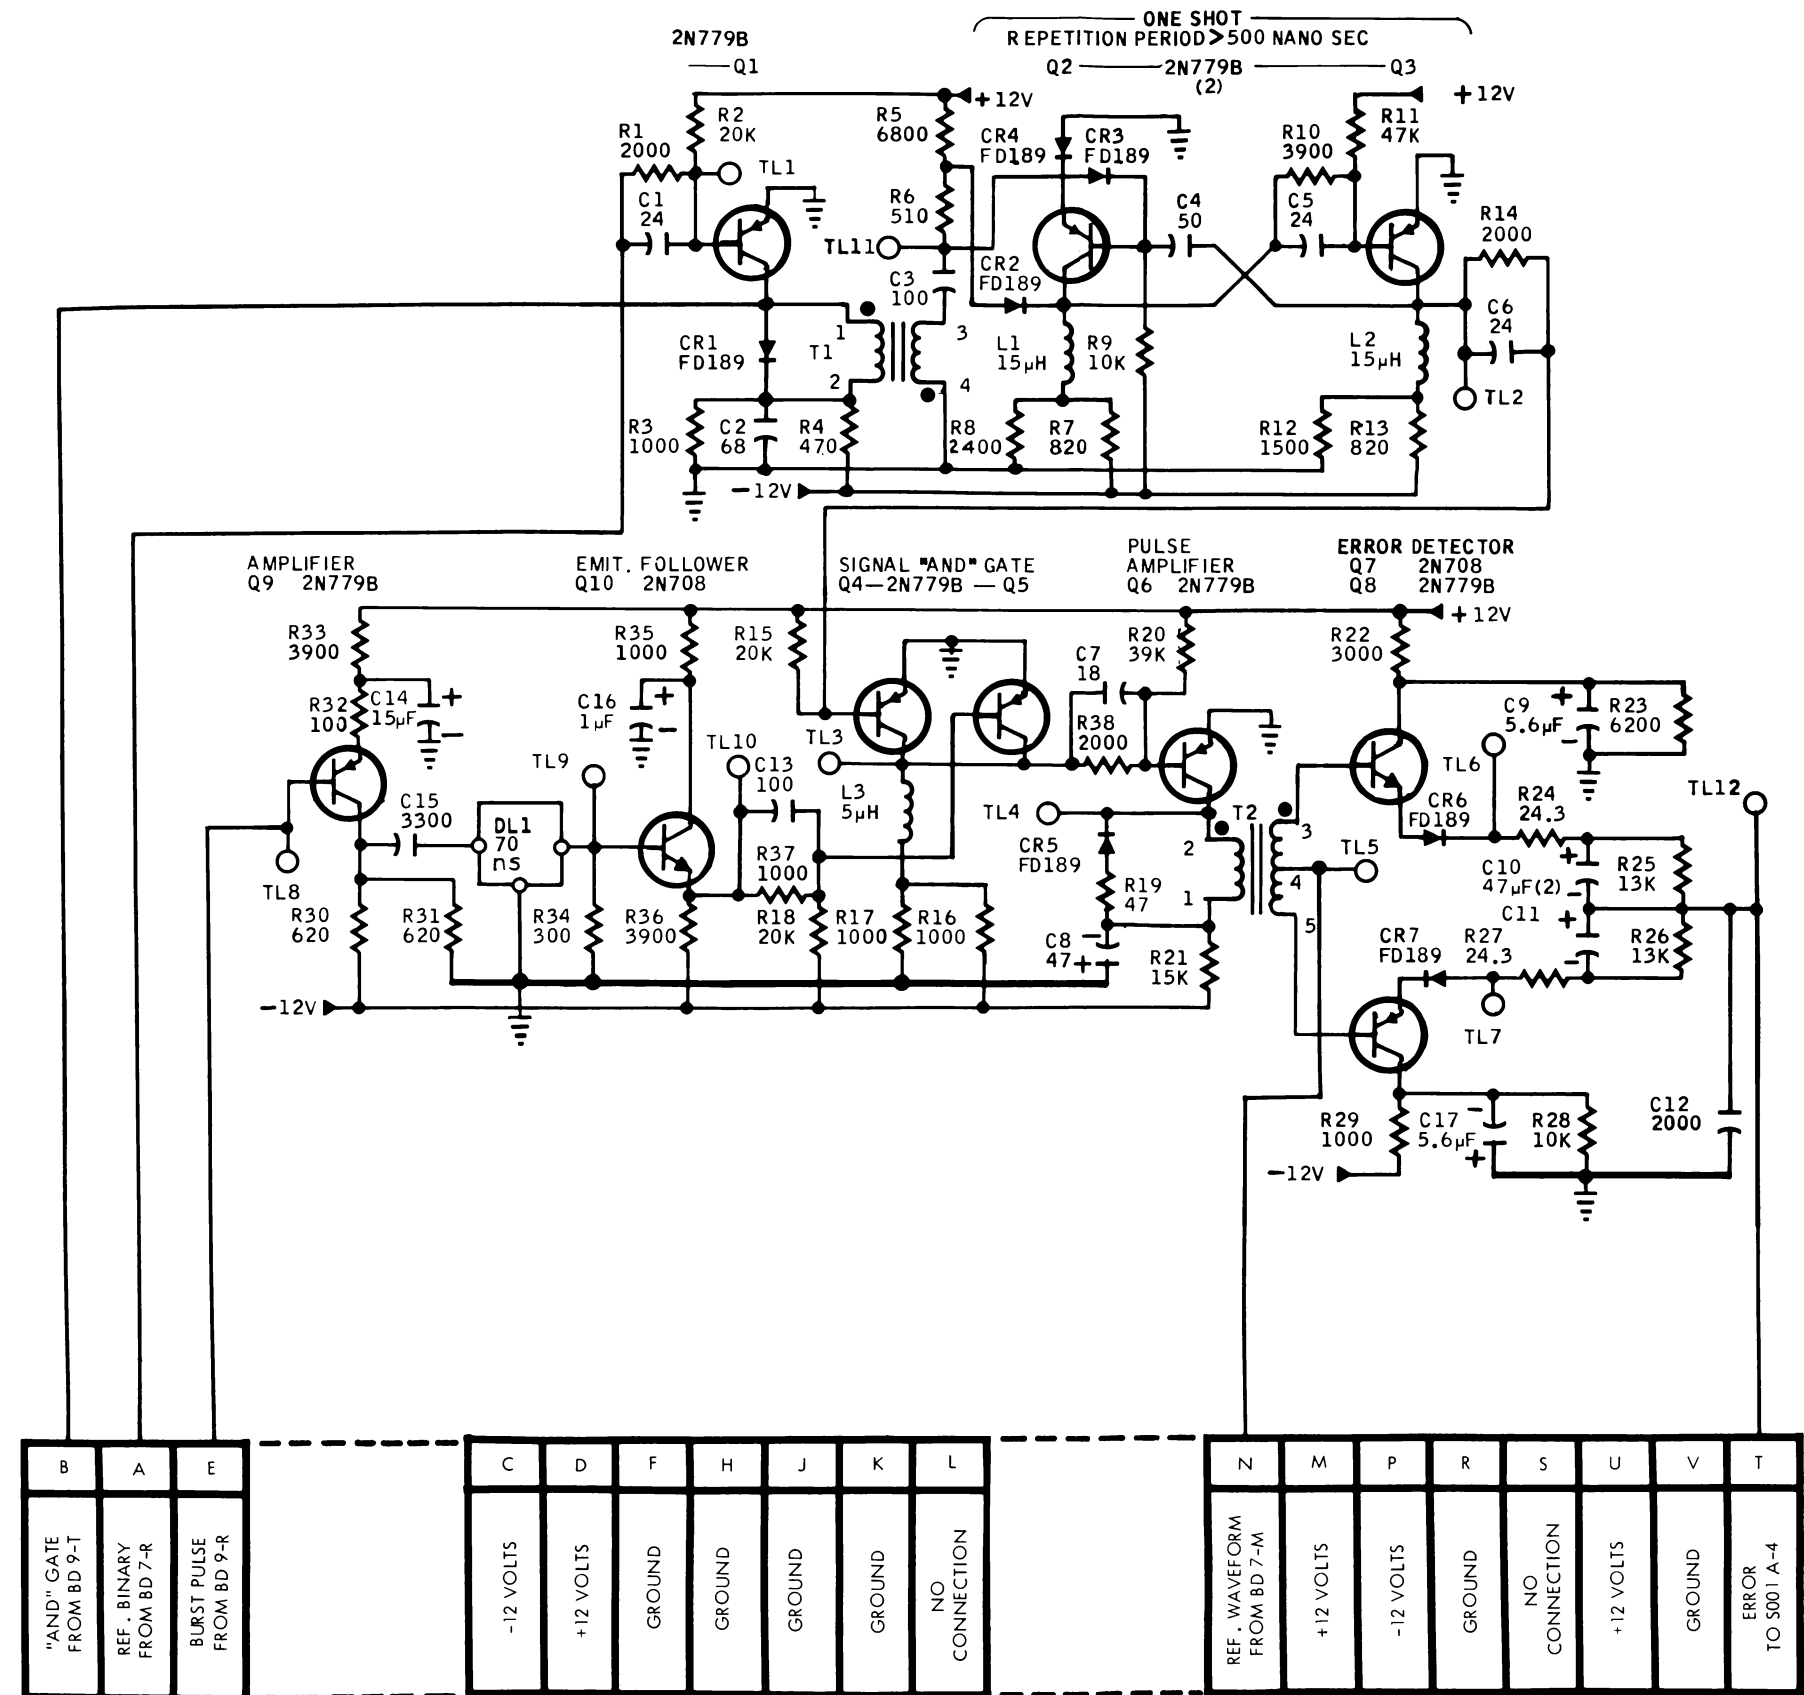 ONE SHOT
REPETITION PERIOD>500 NANO SEC
2N779B
Q1
Q2
2N779B
(2)
Q3
+12V
+12V
R2
20K
R1
2000
TL1
C1
24
R5
6800
R6
510
TL11
C3
100
CR4
FD189
CR3
FD189
CR2
FD189
C4
50
R10
3900
R11
47K
C5
24
R14
2000
C6
24
TL2
CR1
FD189
T1
1
2
3
4
L1
15µH
R9
10K
L2
15µH
R3
1000
C2
68
R4
470
R8
2400
R7
820
R12
1500
R13
820
-12V
AMPLIFIER
Q9 2N779B
EMIT. FOLLOWER
Q10 2N708
SIGNAL "AND" GATE
Q4—2N779B—Q5
PULSE
AMPLIFIER
Q6 2N779B
ERROR DETECTOR
Q7 2N708
Q8 2N779B
+12V
R33
3900
R32
100
C14
15µF
+
-
R35
1000
C16
1µF
+
-
R15
20K
TL3
C7
18
R20
39K
R38
2000
R22
3000
C9
5.6µF
+
-
R23
6200
TL8
C15
3300
DL1
70
ns
TL9
TL10
C13
100
R37
1000
L3
5µH
TL4
CR5
FD189
R19
47
T2
2
1
3
4
5
TL5
TL6
CR6
FD189
R24
24.3
TL12
C10
47µF(2)
+
-
R25
13K
C11
+
-
R26
13K
R30
620
R31
620
R34
300
R36
3900
R18
20K
R17
1000
R16
1000
C8
47
-
+
R21
15K
CR7
FD189
R27
24.3
TL7
-12V
R29
1000
C17
5.6µF
-
+
R28
10K
C12
2000
-12V
B
A
E
C
D
F
H
J
K
L
N
M
P
R
S
U
V
T
"AND" GATE
FROM BD 9-T
REF. BINARY
FROM BD 7-R
BURST PULSE
FROM BD 9-R
-12 VOLTS
+12 VOLTS
GROUND
GROUND
GROUND
GROUND
NO
CONNECTION
REF. WAVEFORM
FROM BD 7-M
+12 VOLTS
-12 VOLTS
GROUND
NO
CONNECTION
+12 VOLTS
GROUND
ERROR
TO S001 A-4